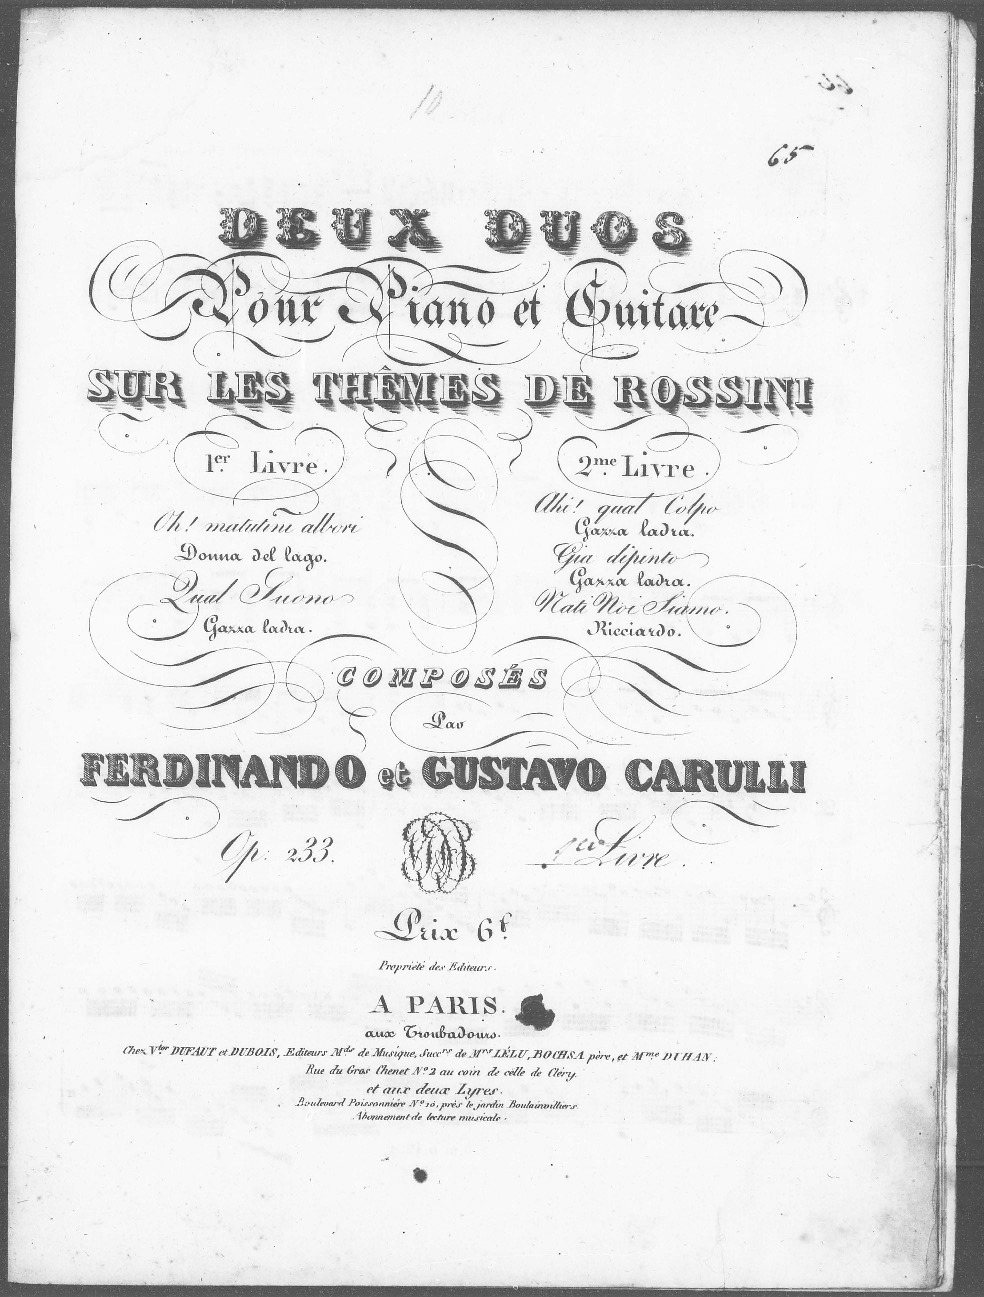 10
65
DEUX DUOS
Pour Piano et Guitare
SUR LES THÊMES DE ROSSINI
1er Livre.
Oh! matutini albori
Donna del lago.
Qual Suono
Gazza ladra.
2me Livre.
Ahi! qual Colpo
Gazza ladra.
Gia dipinto
Gazza ladra.
Nati Noi Siamo.
Ricciardo.
COMPOSÉS
Par
FERDINANDO et GUSTAVO CARULLI
Op: 233.
Livre.
Prix 6f.
Propriété des Editeurs.
A PARIS.
aux Troubadours.
Chez Vtor DUFAUT et DUBOIS, Editeurs Mds de Musique, Succrs de Mrs LÉLU, BOCHSA père, et Mme DUHAN;
Rue du Gros Chenet No 2 au coin de celle de Cléry.
et aux deux Lyres.
Boulevard Poissonnière No 10, près le jardin Boulainvilliers
Abonnement de lecture musicale.